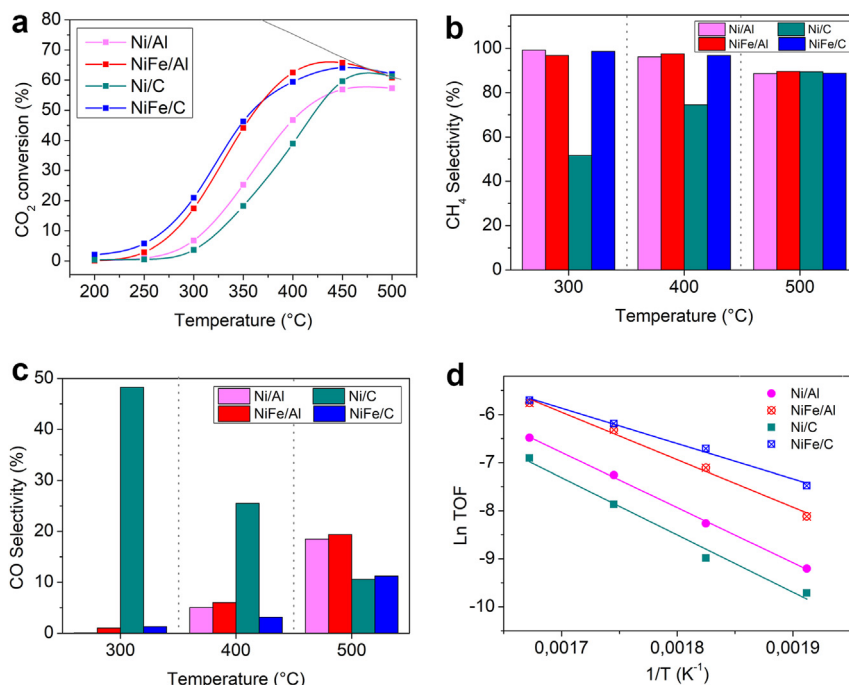 a
80
70
60
50
40
30
20
10
0
CO₂ conversion (%)
Ni/Al
NiFe/Al
Ni/C
NiFe/C
200 250 300 350 400 450 500
Temperature (°C)
b
100
80
60
40
20
0
CH₄ Selectivity (%)
Ni/Al Ni/C
NiFe/Al NiFe/C
300 400 500
Temperature (°C)
c
50
40
30
20
10
0
CO Selectivity (%)
Ni/Al Ni/C
NiFe/Al NiFe/C
300 400 500
Temperature (°C)
d
-6
-7
-8
-9
-10
Ln TOF
Ni/Al
NiFe/Al
Ni/C
NiFe/C
0,0017 0,0018 0,0019
1/T (K⁻¹)